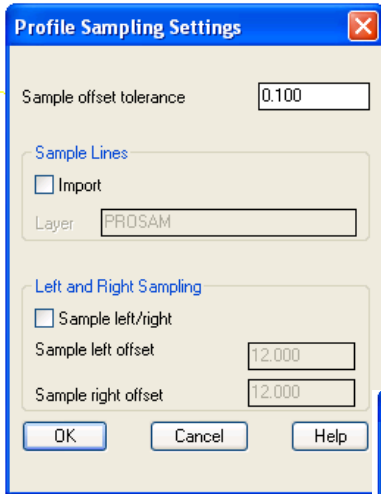 Profile Sampling Settings
Sample offset tolerance 0.100
Sample Lines
Import
Layer PROSAM
Left and Right Sampling
Sample left/right
Sample left offset 12.000
Sample right offset 12.000
OK Cancel Help